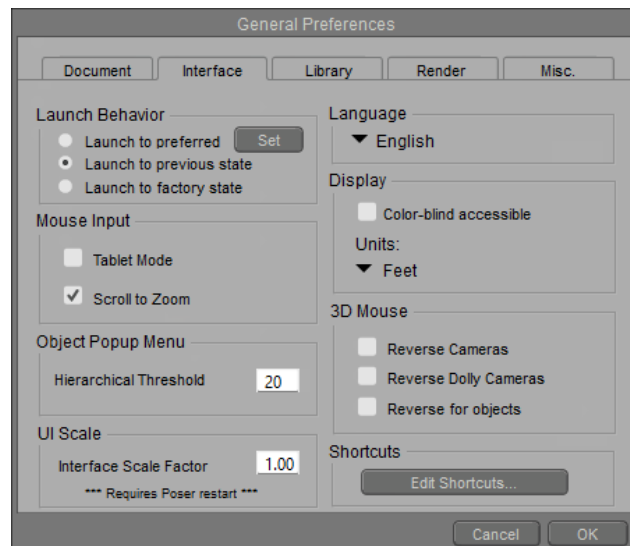 General Preferences
Document
Interface
Library
Render
Misc.
Launch Behavior
Launch to preferred
Set
Launch to previous state
Launch to factory state
Mouse Input
Tablet Mode
Scroll to Zoom
Object Popup Menu
Hierarchical Threshold
20
UI Scale
Interface Scale Factor
1.00
*** Requires Poser restart ***
Language
English
Display
Color-blind accessible
Units:
Feet
3D Mouse
Reverse Cameras
Reverse Dolly Cameras
Reverse for objects
Shortcuts
Edit Shortcuts...
Cancel
OK